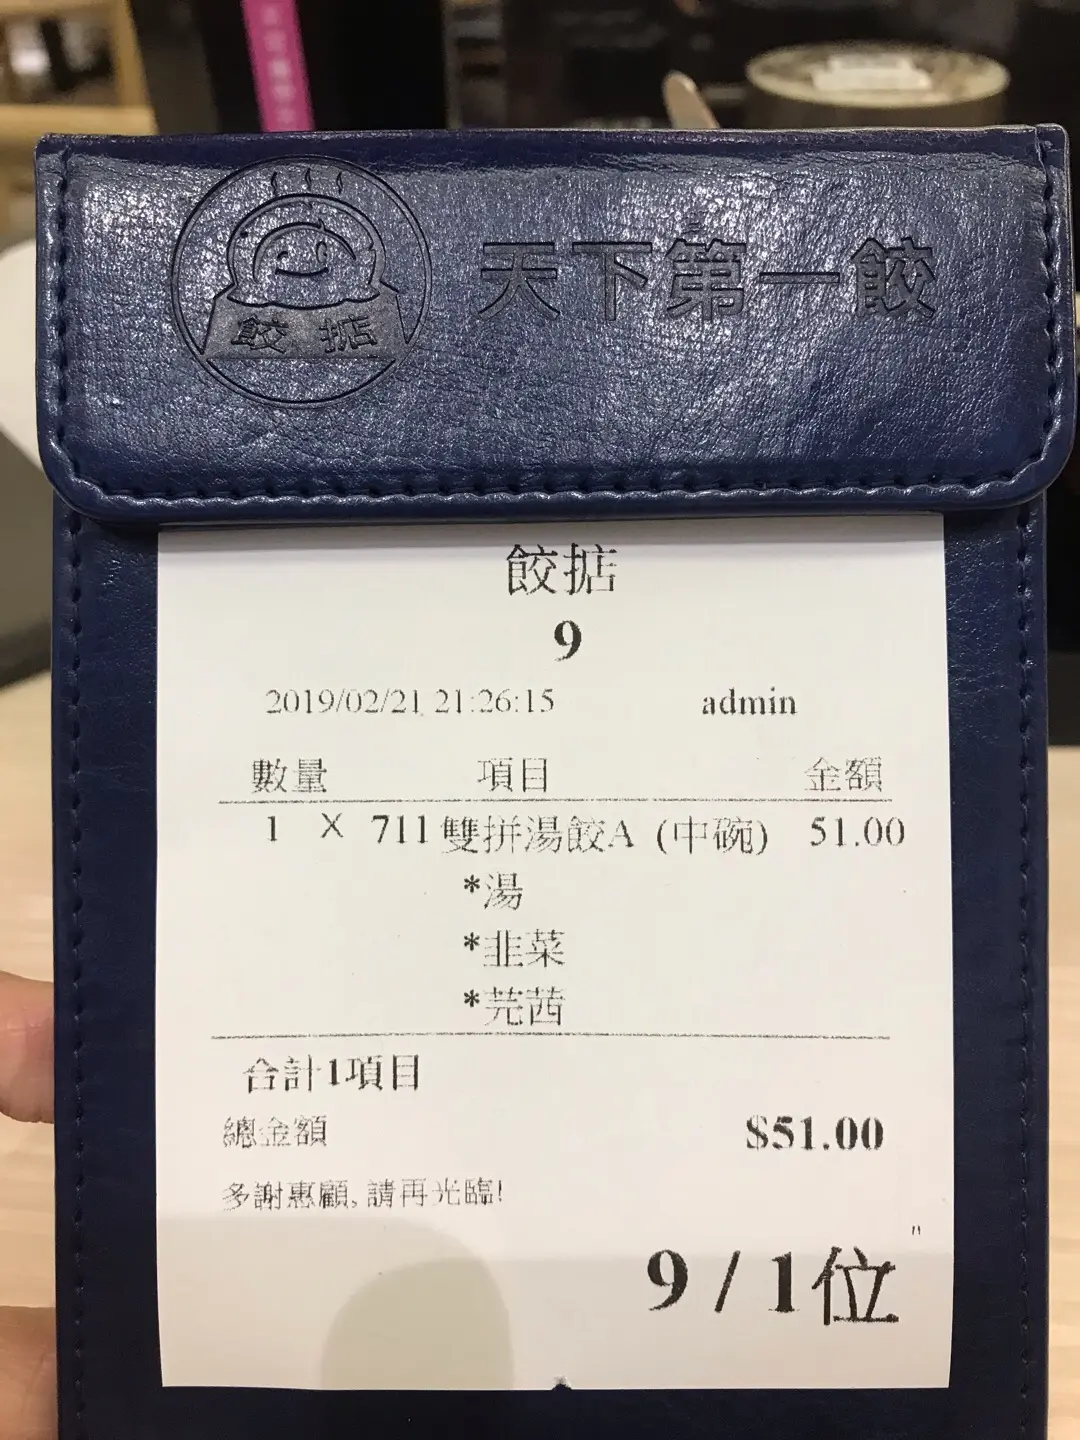 餃掂
天下第一餃
餃掂
9
2019/02/21 21:26:15 admin
數量 項目 金額
1 X 711 雙拼湯餃A (中碗) 51.00
*湯
*韭菜
*芫茜
合計1項目
總金額 $51.00
多謝惠顧,請再光臨!
"
9 / 1位